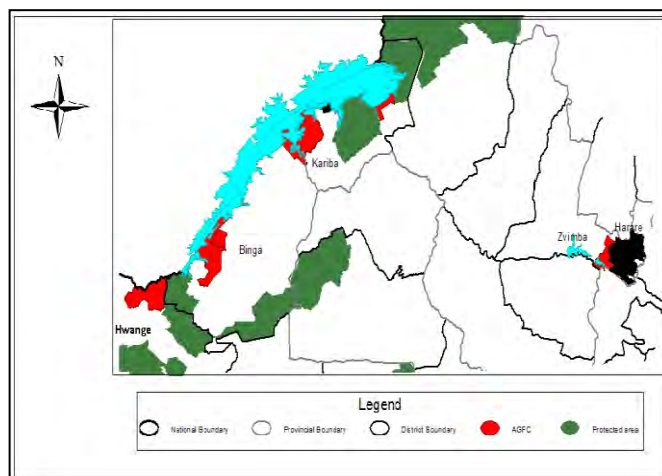 N
Kariba
Harare
Zvimba
Binga
Hwange
Legend
National Boundary Provincial Boundary District Boundary AGFC Protected area